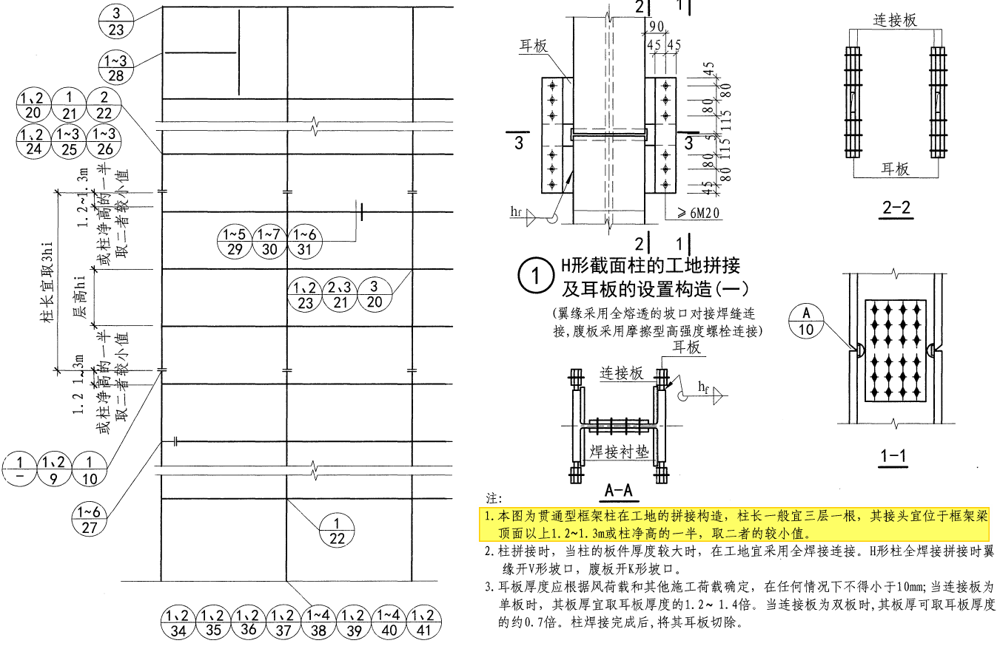 3
23
1~3
28
1、2
20
1
21
2
22
1、2
24
1~3
25
1~3
26
1.2~1.3m
或柱净高的一半
取二者较小值
柱长宜取3hi
层高hi
1.2 1~3m
或柱净高的一半
取二者较小值
1~5
29
1~7
30
1~6
31
1、2
23
2、3
21
3
20
1
—
1、2
9
1
10
1~6
27
1
22
1、2
34
1、2
35
1、2
36
1、2
37
1~4
38
1、2
39
1~4
40
1、2
41
2 1
90
45 45
耳板
45
80
80
115
5
115
80
80
45
3 3
hf
≥6M20
2 1
1
H形截面柱的工地拼接
及耳板的设置构造(一)
(翼缘采用全熔透的坡口对接焊缝连
接,腹板采用摩擦型高强度螺栓连接)
连接板
耳板
2-2
A
10
1-1
耳板
连接板
hf
焊接衬垫
A-A
注:
1.本图为贯通型框架柱在工地的拼接构造，柱长一般宜三层一根，其接头宜位于框架梁
顶面以上1.2~1.3m或柱净高的一半，取二者的较小值。
2.柱拼接时，当柱的板件厚度较大时，在工地宜采用全焊接连接。H形柱全焊接拼接时翼
缘开V形坡口，腹板开K形坡口。
3.耳板厚度应根据风荷载和其他施工荷载确定，在任何情况下不得小于10mm;当连接板为
单板时，其板厚宜取耳板厚度的1.2~ 1.4倍。当连接板为双板时,其板厚可取耳板厚度
的约0.7倍。柱焊接完成后,将其耳板切除。